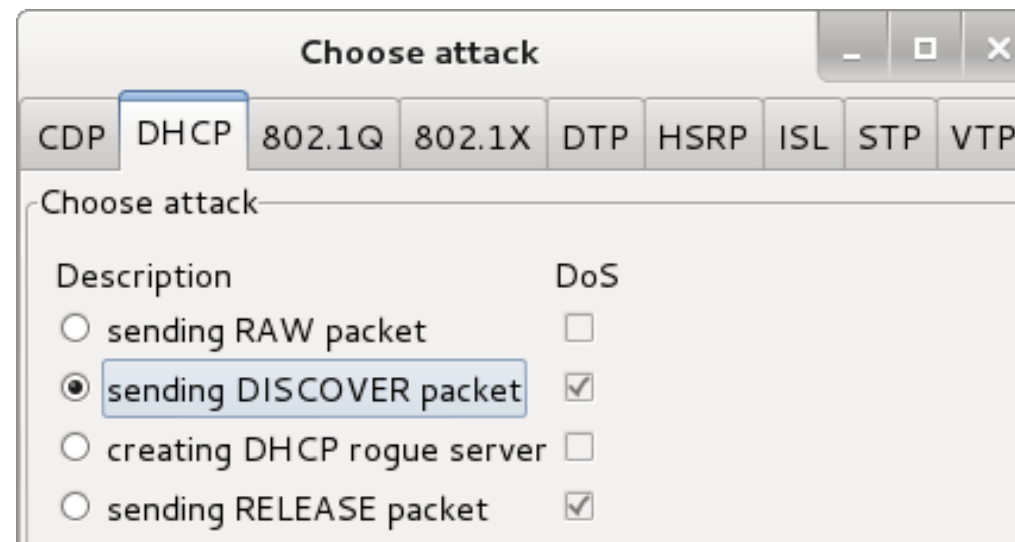 Choose attack
CDP DHCP 802.1Q 802.1X DTP HSRP ISL STP VTP
Choose attack
Description DoS
sending RAW packet
sending DISCOVER packet
creating DHCP rogue server
sending RELEASE packet